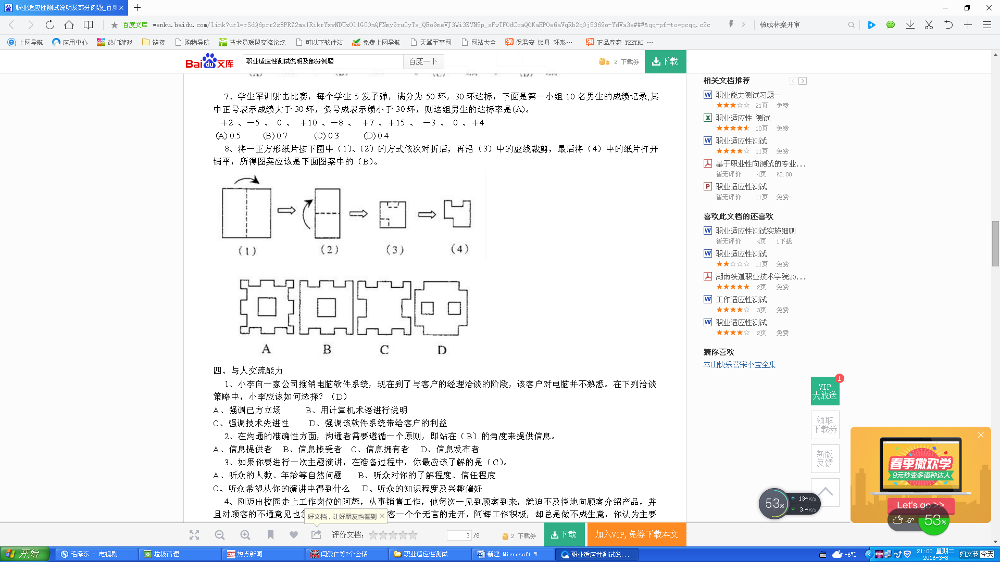 职业适应性测试说明及部分例题_百度
百度文库 wenku.baidu.com/link?url=rSdQ6prr2s8PRZ2ma1RikrYxvNDUzOl1G0OmQFNmy9ruOyTs_QEo9meVJ3Wi3KVN5p_sFwTFOdCoaQOKaHPOe6aVqRb2qOj5369o-YdVa3e###&qq-pf-to=pcqq.c2c 杨成林案开审
上网导航 应用中心 热门游戏 链接 购物导航 技术员联盟交流论坛 可以下软件站 免费上网导航 天翼军事网 网站大全 保君安 锁具 环形… 正品彦豪 TEKTRO …
Baidu文库 职业适应性测试说明及部分例题 百度一下 2 下载券 下载
7、学生军训射击比赛，每个学生 5 发子弹，满分为 50 环，30 环达标，下面是第一小组 10 名男生的成绩记录,其
中正号表示成绩大于 30 环，负号成表示绩小于 30 环，则这组男生的达标率是(A)。
＋2 、－5 、 0 、 ＋10 、－8 、 ＋7 、＋15 、 －3 、 0 、＋4
(A) 0.5 (B) 0.7 (C) 0.3 (D) 0.4
8、将一正方形纸片按下图中（1）、（2）的方式依次对折后，再沿（3）中的虚线裁剪，最后将（4）中的纸片打开
铺平，所得图案应该是下面图案中的（B）。
（1） （2） （3） （4）
A B C D
四、与人交流能力
1、小李向一家公司推销电脑软件系统，现在到了与客户的经理洽谈的阶段，该客户对电脑并不熟悉。在下列洽谈
策略中，小李应该如何选择？（D）
A、强调已方立场 B、用计算机术语进行说明
C、强调技术先进性 D、强调该软件系统带给客户的利益
2、在沟通的准确性方面，沟通者需要遵循一个原则，即站在（B）的角度来提供信息。
A、信息提供者 B、信息接受者 C、信息拥有者 D、信息发布者
3、如果你要进行一次主题演讲，在准备过程中，你最应该了解的是（C）。
A、听众的人数、年龄等自然问题 B、听众对你的了解程度、信任程度
C、听众希望从你的演讲中得到什么 D、听众的知识程度及兴趣偏好
4、刚迈出校园走上工作岗位的阿辉，从事销售工作，他每次一见到顾客到来，就迫不及待地向顾客介绍产品，并
且对顾客的不通意见也 客一个个无言的走开，阿辉工作积极，却总是做不成生意，你认为主要
好文档，让好朋友也看到
评价文档： 3 /6 2 下载券 下载 加入VIP,免券下载本文
相关文档推荐
职业能力测试习题一
21页 免费
职业适应性 测试
10页 免费
职业适应性测试
11页 免费
基于职业性向测试的专业...
暂无评价 4页 ¥2.00
职业适应性测试
暂无评价 11页 免费
喜欢此文档的还喜欢
职业适应性测试实施细则
暂无评价 4页 1下载
...
职业适应性测试
11页 免费
湖南铁道职业技术学院20...
2页 免费
工作适应性测试
3页 免费
职业适应性测试
2页 免费
猜你喜欢
本山快乐营宋小宝全集
VIP
大放送
1
领取
下载券
新版
反馈
春季撒欢学
9元秒变多语种达人
Let's go >>
53%
134K/s
3.4K/s
-6°
53%
开始 毛泽东 - 电视剧... 垃圾清理 热点新闻 闫崇仁等2个会话 职业适应性测试 新建 Microsoft W... 职业适应性测试说...
-6℃ 21:00 星期二 妇女节 今天
2016-3-8